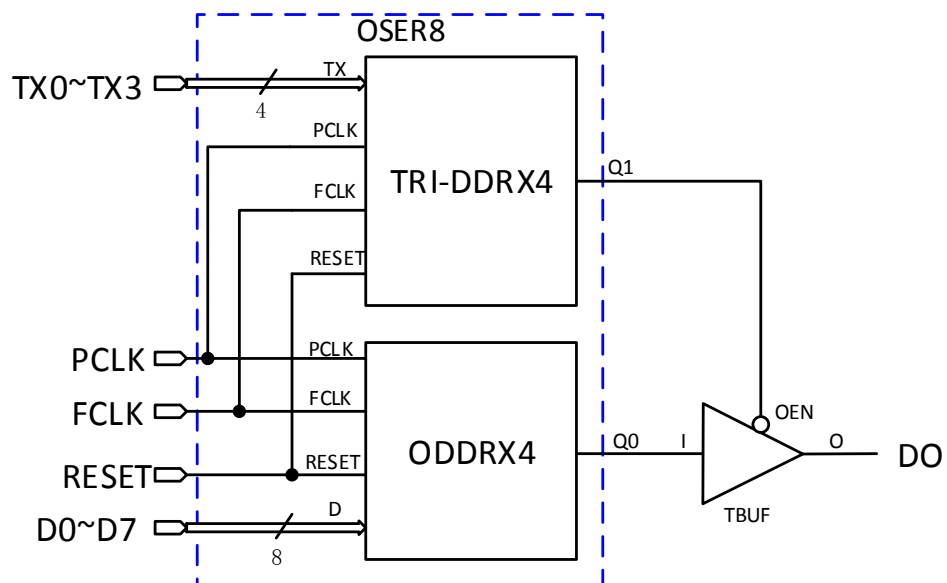 OSER8
TX0~TX3
TX
4
PCLK
FCLK
RESET
TRI-DDRX4
Q1
PCLK
PCLK
FCLK
FCLK
RESET
RESET
D0~D7
D
8
ODDRX4
Q0
I
OEN
O
DO
TBUF